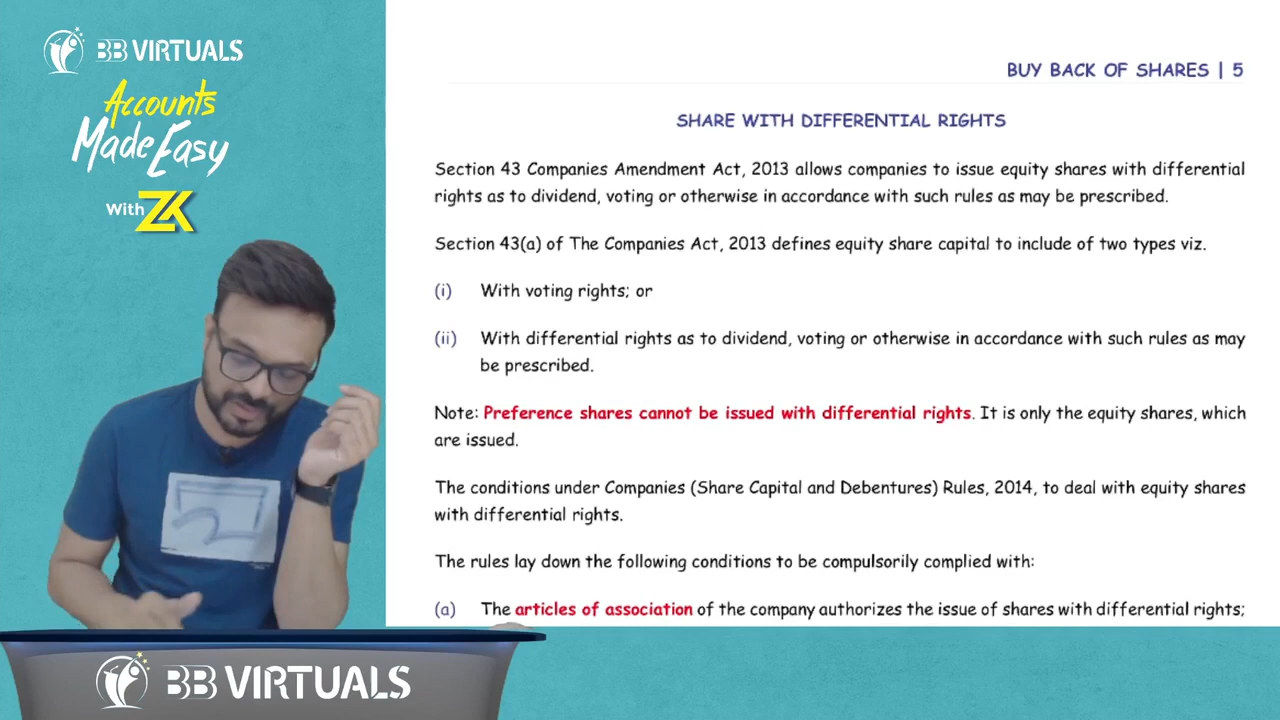 BB VIRTUALS
Accounts
Made Easy
With ZK
BUY BACK OF SHARES | 5
SHARE WITH DIFFERENTIAL RIGHTS
Section 43 Companies Amendment Act, 2013 allows companies to issue equity shares with differential
rights as to dividend, voting or otherwise in accordance with such rules as may be prescribed.
Section 43(a) of The Companies Act, 2013 defines equity share capital to include of two types viz.
(i) With voting rights; or
(ii) With differential rights as to dividend, voting or otherwise in accordance with such rules as may
be prescribed.
Note: Preference shares cannot be issued with differential rights. It is only the equity shares, which
are issued.
The conditions under Companies (Share Capital and Debentures) Rules, 2014, to deal with equity shares
with differential rights.
The rules lay down the following conditions to be compulsorily complied with:
(a) The articles of association of the company authorizes the issue of shares with differential rights;
BB VIRTUALS